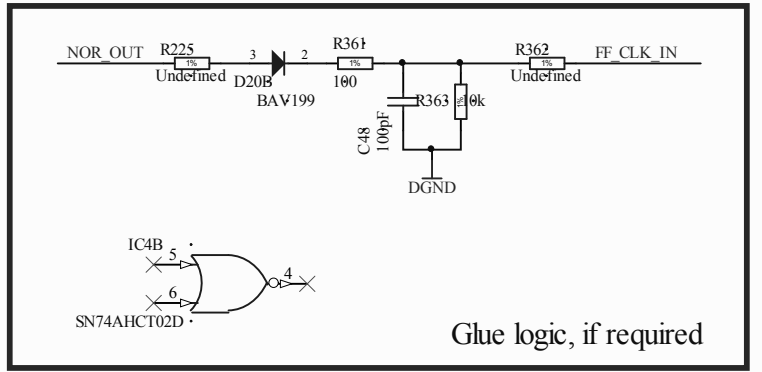 NOR_OUT R225 3 2 R361 R362 FF_CLK_IN
1% 1% 1%
Undefined D20B 100 Undefined
BAV199
C48 100pF R363 1% 10k
DGND
IC4B
5
4
6
SN74AHCT02D
Glue logic, if required